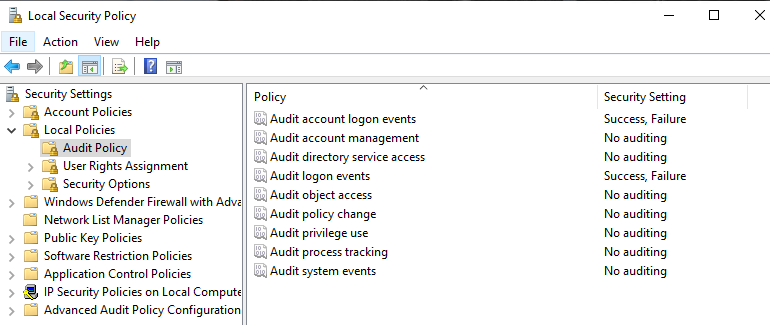 Local Security Policy
File Action View Help
Security Settings
Account Policies
Local Policies
Audit Policy
User Rights Assignment
Security Options
Windows Defender Firewall with Adva
Network List Manager Policies
Public Key Policies
Software Restriction Policies
Application Control Policies
IP Security Policies on Local Compute
Advanced Audit Policy Configuration
Policy Security Setting
Audit account logon events Success, Failure
Audit account management No auditing
Audit directory service access No auditing
Audit logon events Success, Failure
Audit object access No auditing
Audit policy change No auditing
Audit privilege use No auditing
Audit process tracking No auditing
Audit system events No auditing